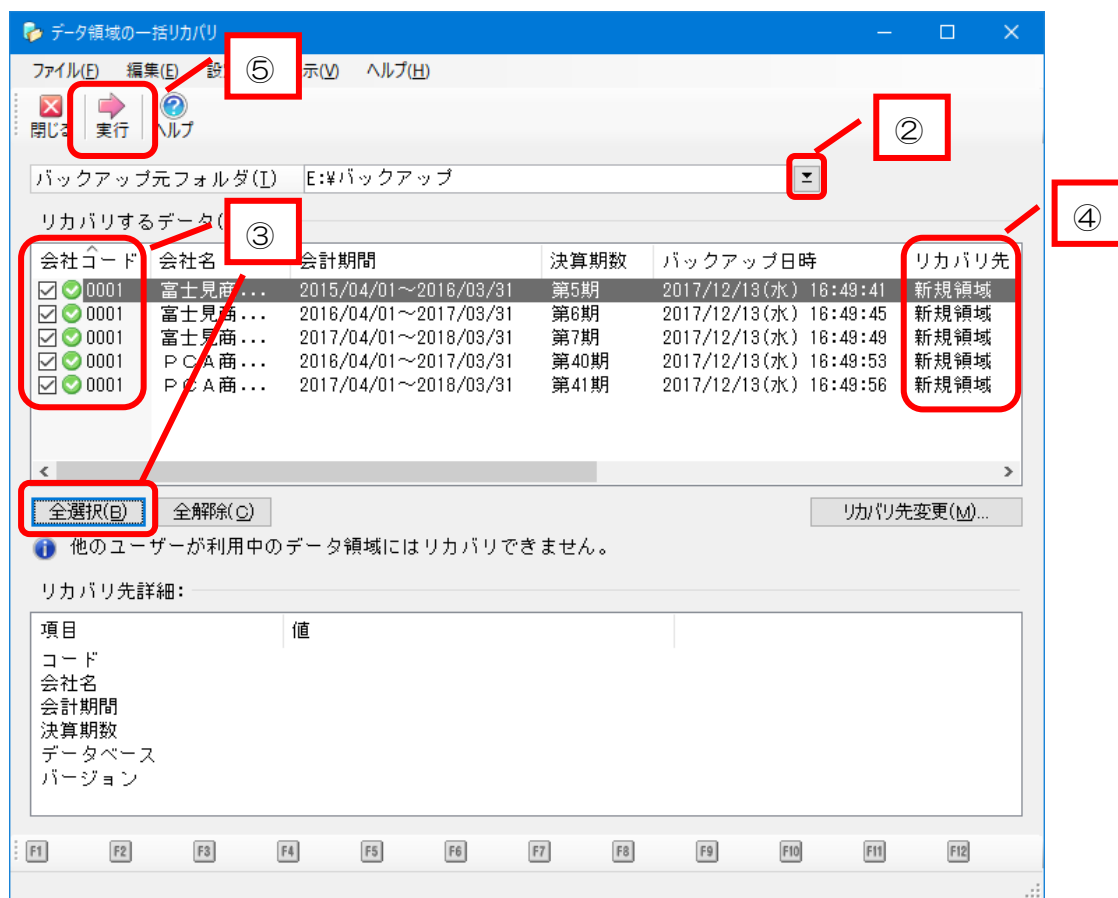 データ領域の一括リカバリ
ファイル(F) 編集(E) 設 ⑤ 示(V) ヘルプ(H)
閉じる 実行 ヘルプ
②
バックアップ元フォルダ(I) E:¥バックアップ
④
リカバリするデータ(
③
会社コード 会社名 会計期間 決算期数 バックアップ日時 リカバリ先
0001 富士見商... 2015/04/01～2016/03/31 第5期 2017/12/13(水) 16:49:41 新規領域
0001 富士見商... 2016/04/01～2017/03/31 第6期 2017/12/13(水) 16:49:45 新規領域
0001 富士見商... 2017/04/01～2018/03/31 第7期 2017/12/13(水) 16:49:49 新規領域
0001 ＰＣＡ商... 2016/04/01～2017/03/31 第40期 2017/12/13(水) 16:49:53 新規領域
0001 ＰＣＡ商... 2017/04/01～2018/03/31 第41期 2017/12/13(水) 16:49:56 新規領域
全選択(B) 全解除(C) リカバリ先変更(M)...
他のユーザーが利用中のデータ領域にはリカバリできません。
リカバリ先詳細:
項目 値
コード
会社名
会計期間
決算期数
データベース
バージョン
F1 F2 F3 F4 F5 F6 F7 F8 F9 F10 F11 F12